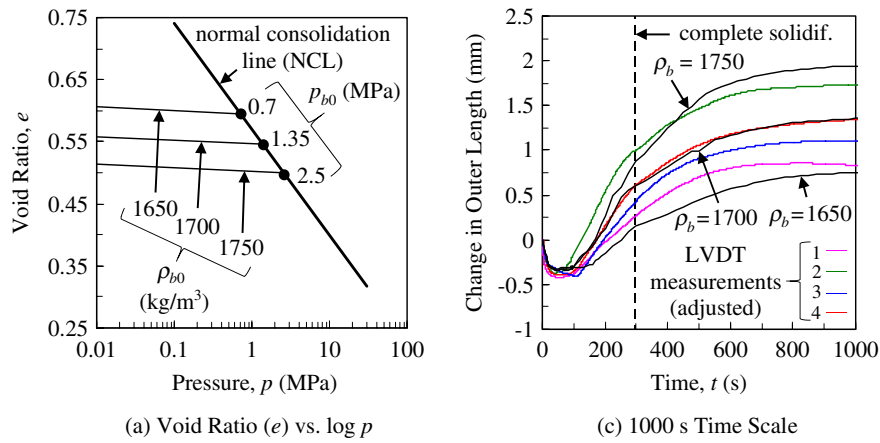 0.75
0.65
0.55
0.45
0.35
0.25
Void Ratio, e
normal consolidation
line (NCL)
p_b0 (MPa)
0.7
1.35
2.5
1650
1700
1750
ρ_b0
(kg/m³)
0.01
0.1
1
10
100
Pressure, p (MPa)
(a) Void Ratio (e) vs. log p
2.5
2
1.5
1
0.5
0
-0.5
-1
Change in Outer Length (mm)
complete solidif.
ρ_b = 1750
ρ_b = 1700
ρ_b = 1650
LVDT
measurements
(adjusted)
1
2
3
4
0
200
400
600
800
1000
Time, t (s)
(c) 1000 s Time Scale